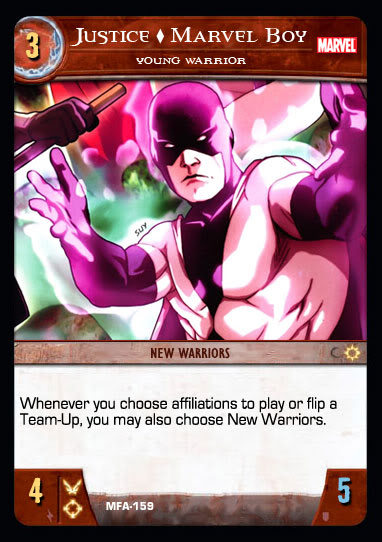 3
Justice ♦ Marvel Boy
MARVEL
YOUNG WARRIOR
SUY
NEW WARRIORS
Whenever you choose affiliations to play or flip a
Team-Up, you may also choose New Warriors.
4
MFA-159
5